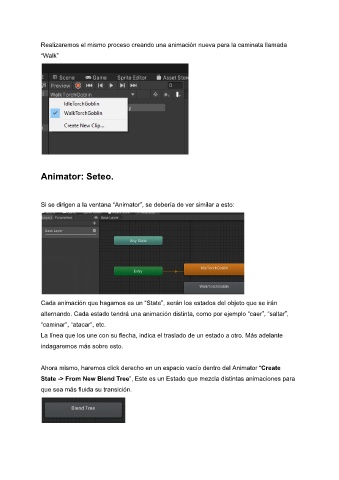 Realizaremos el mismo proceso creando una animación nueva para la caminata llamada
“Walk”
Scene Game Sprite Editor Asset Store
Preview 0
WalkTorchGoblin
IdleTorchGoblin
WalkTorchGoblin
Create New Clip...
Animator: Seteo.
Si se dirigen a la ventana “Animator”, se debería de ver similar a esto:
Base Layer
Any State
Entry
IdleTorchGoblin
WalkTorchGoblin
Cada animación que hagamos es un “State”, serán los estados del objeto que se irán
alternando. Cada estado tendrá una animación distinta, como por ejemplo “caer”, “saltar”,
“caminar”, “atacar”, etc.
La línea que los une con su flecha, indica el traslado de un estado a otro. Más adelante
indagaremos más sobre esto.
Ahora mismo, haremos click derecho en un espacio vacío dentro del Animator “Create
State -> From New Blend Tree”, Este es un Estado que mezcla distintas animaciones para
que sea más fluida su transición.
Blend Tree